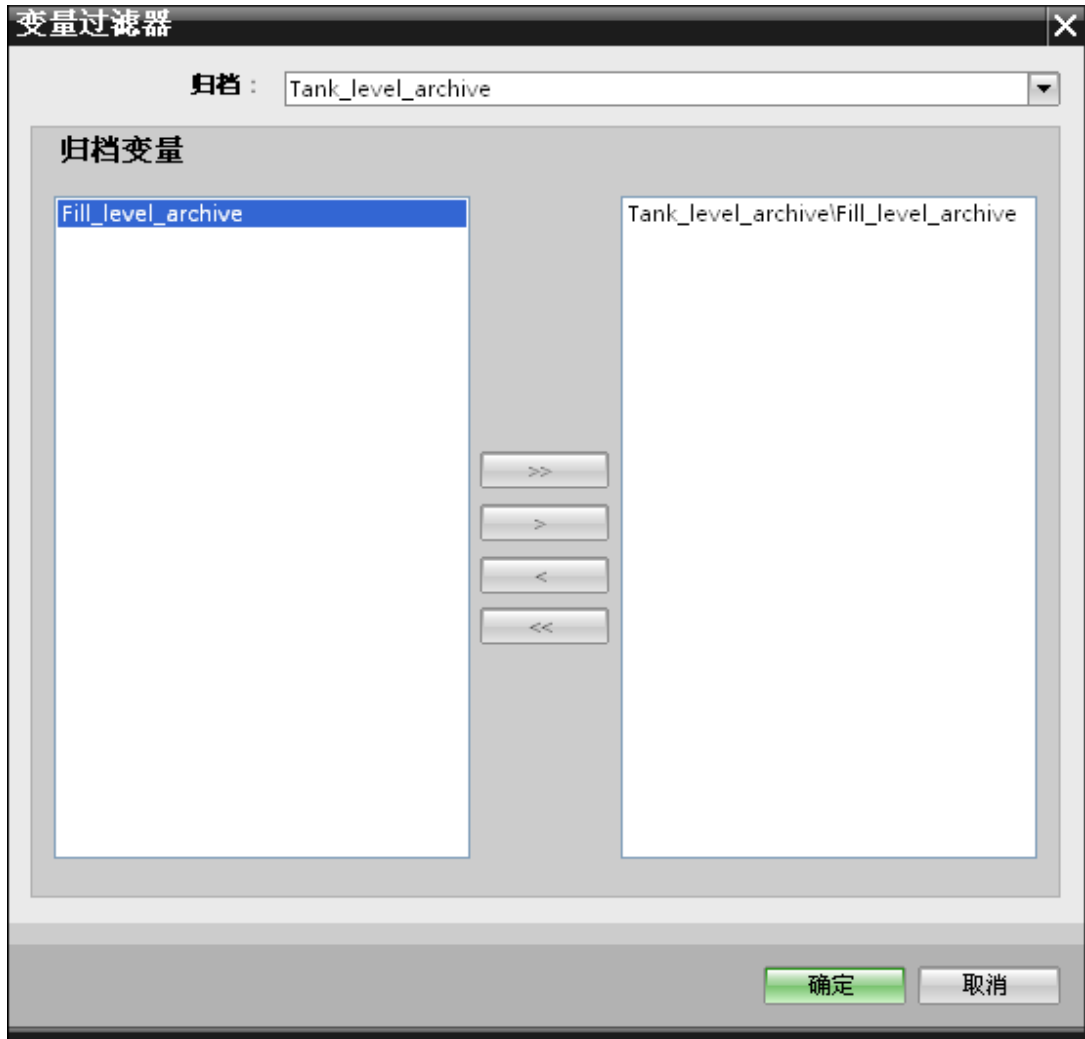 变量过滤器
归档： Tank_level_archive
归档变量
Fill_level_archive
Tank_level_archive\Fill_level_archive
>>
>
<
<<
确定 取消